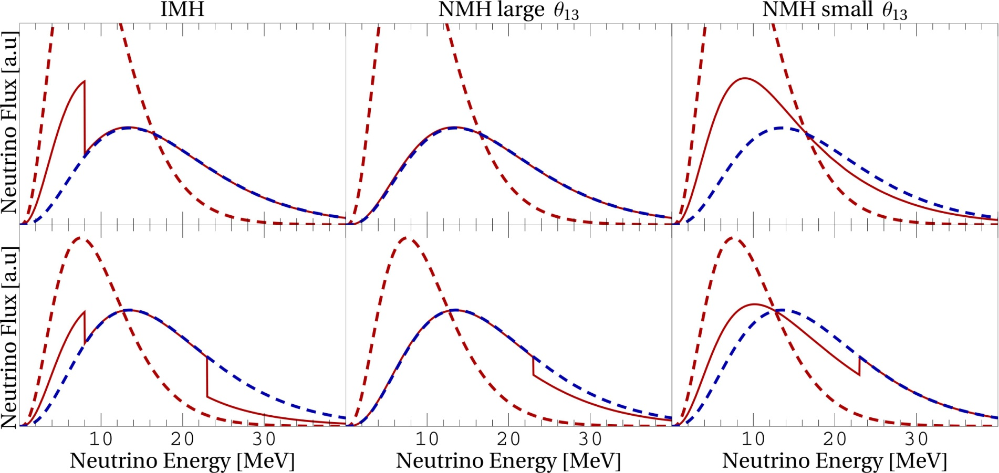 IMH
NMH large θ₁₃
NMH small θ₁₃
Neutrino Flux [a.u]
Neutrino Flux [a.u]
10 20 30
10 20 30
10 20 30
Neutrino Energy [MeV]
Neutrino Energy [MeV]
Neutrino Energy [MeV]